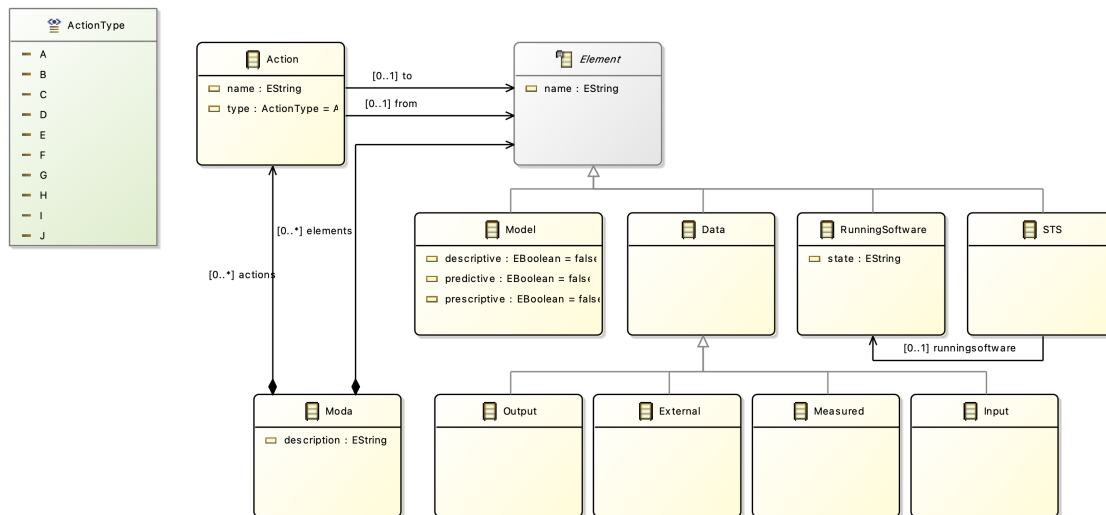 ActionType
A
B
C
D
E
F
G
H
I
J
Action
name : EString
type : ActionType = A
[0..1] to
[0..1] from
Element
name : EString
[0..*] elements
[0..*] actions
Model
descriptive : EBoolean = false
predictive : EBoolean = false
prescriptive : EBoolean = false
Data
RunningSoftware
state : EString
STS
[0..1] runningsoftware
Moda
description : EString
Output
External
Measured
Input